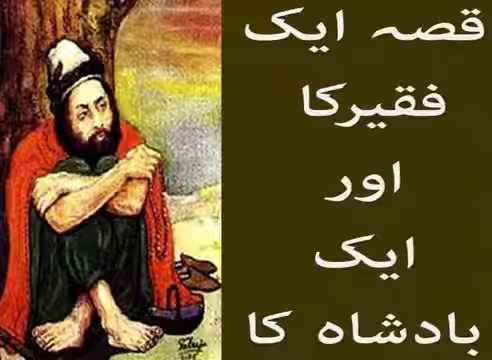 قصہ ایک
فقیرکا
اور
ایک
بادشاہ کا